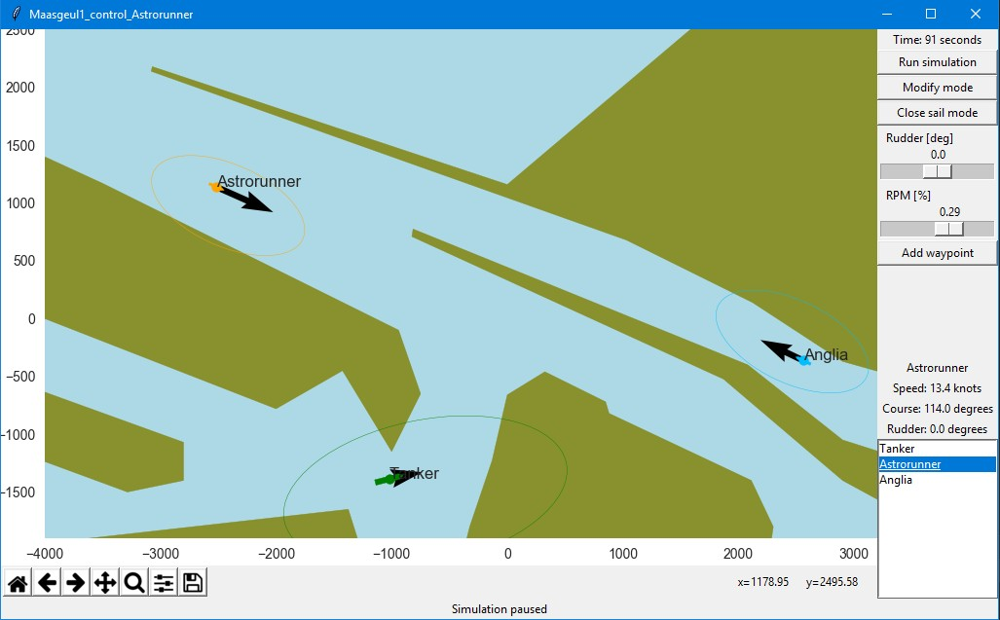 Maasgeul1_control_Astrorunner
2500
Time: 91 seconds
Run simulation
Modify mode
Close sail mode
Rudder [deg]
0.0
RPM [%]
0.29
Add waypoint
2000
1500
1000
500
0
−500
−1000
−1500
Astrorunner
Anglia
Tanker
−4000 −3000 −2000 −1000 0 1000 2000 3000
Astrorunner
Speed: 13.4 knots
Course: 114.0 degrees
Rudder: 0.0 degrees
Tanker
Astrorunner
Anglia
x=1178.95 y=2495.58
Simulation paused